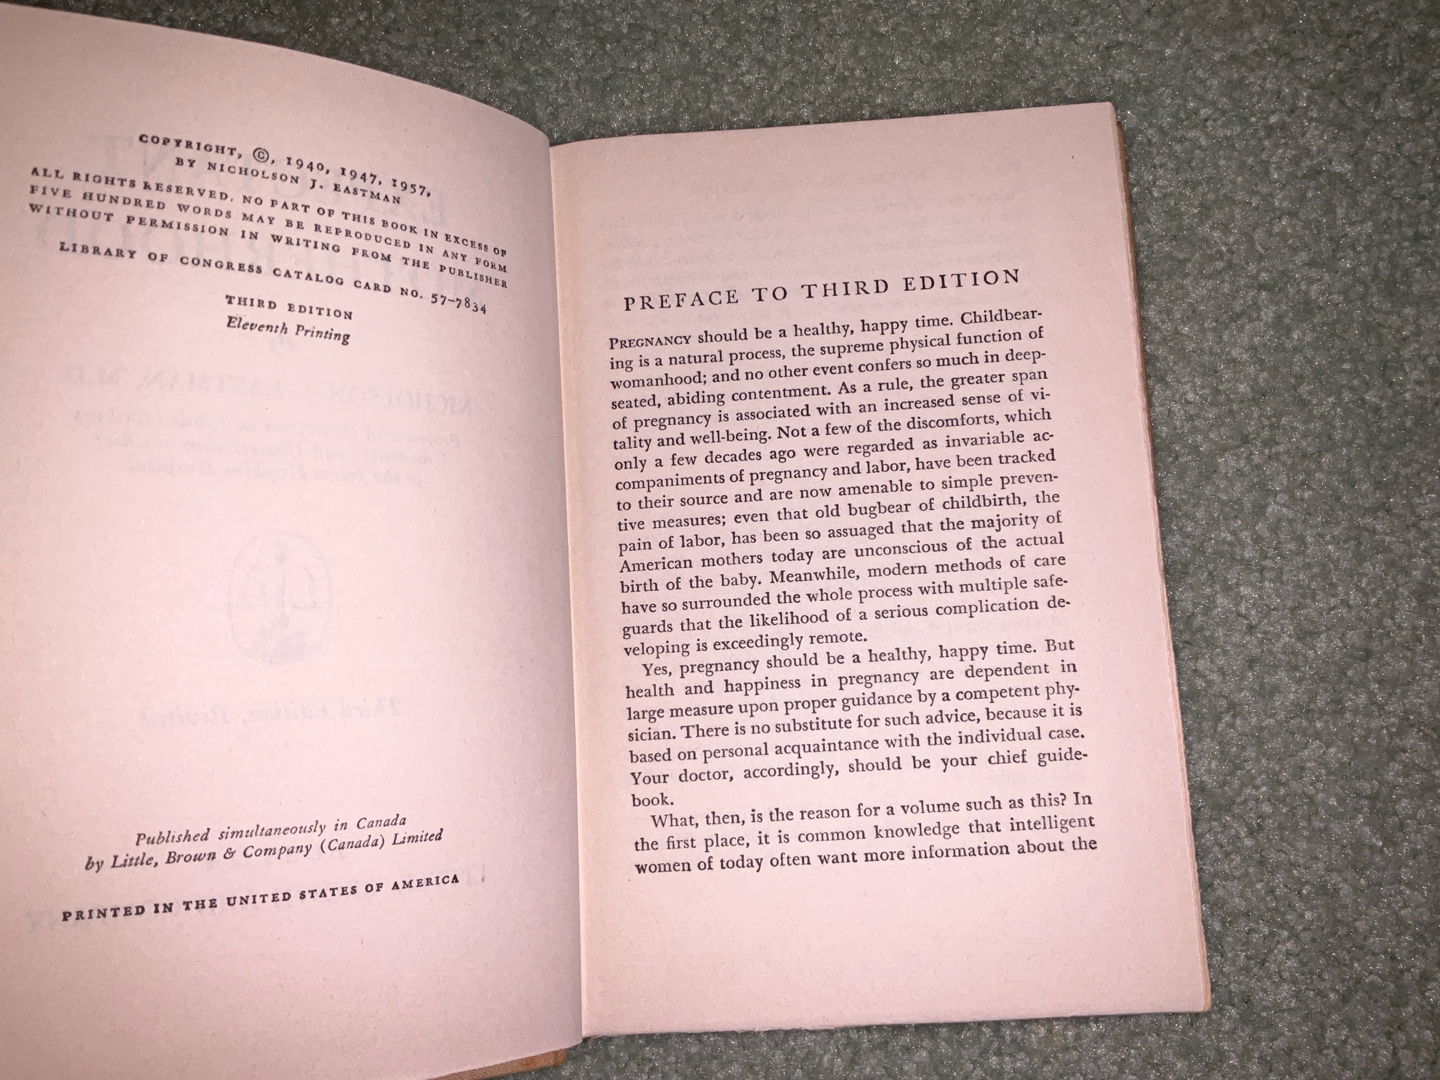 COPYRIGHT, ©, 1940, 1947, 1957,
BY NICHOLSON J. EASTMAN
ALL RIGHTS RESERVED. NO PART OF THIS BOOK IN EXCESS OF
FIVE HUNDRED WORDS MAY BE REPRODUCED IN ANY FORM
WITHOUT PERMISSION IN WRITING FROM THE PUBLISHER
LIBRARY OF CONGRESS CATALOG CARD NO. 57-7834
THIRD EDITION
Eleventh Printing
Published simultaneously in Canada
by Little, Brown & Company (Canada) Limited
PRINTED IN THE UNITED STATES OF AMERICA
PREFACE TO THIRD EDITION
PREGNANCY should be a healthy, happy time. Childbear-
ing is a natural process, the supreme physical function of
womanhood; and no other event confers so much in deep-
seated, abiding contentment. As a rule, the greater span
of pregnancy is associated with an increased sense of vi-
tality and well-being. Not a few of the discomforts, which
only a few decades ago were regarded as invariable ac-
companiments of pregnancy and labor, have been tracked
to their source and are now amenable to simple preven-
tive measures; even that old bugbear of childbirth, the
pain of labor, has been so assuaged that the majority of
American mothers today are unconscious of the actual
birth of the baby. Meanwhile, modern methods of care
have so surrounded the whole process with multiple safe-
guards that the likelihood of a serious complication de-
veloping is exceedingly remote.
Yes, pregnancy should be a healthy, happy time. But
health and happiness in pregnancy are dependent in
large measure upon proper guidance by a competent phy-
sician. There is no substitute for such advice, because it is
based on personal acquaintance with the individual case.
Your doctor, accordingly, should be your chief guide-
book.
What, then, is the reason for a volume such as this? In
the first place, it is common knowledge that intelligent
women of today often want more information about the